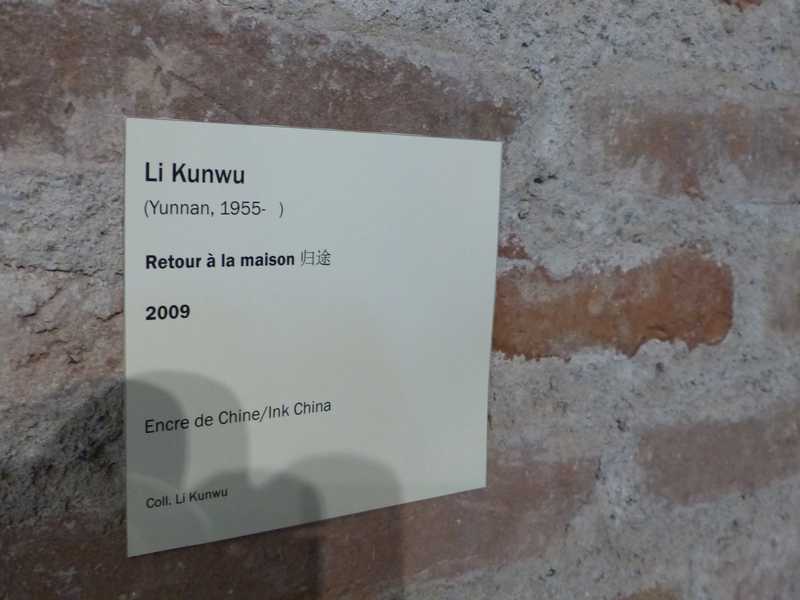 Li Kunwu
(Yunnan, 1955-  )
Retour à la maison 归途
2009
Encre de Chine/Ink China
Coll. Li Kunwu